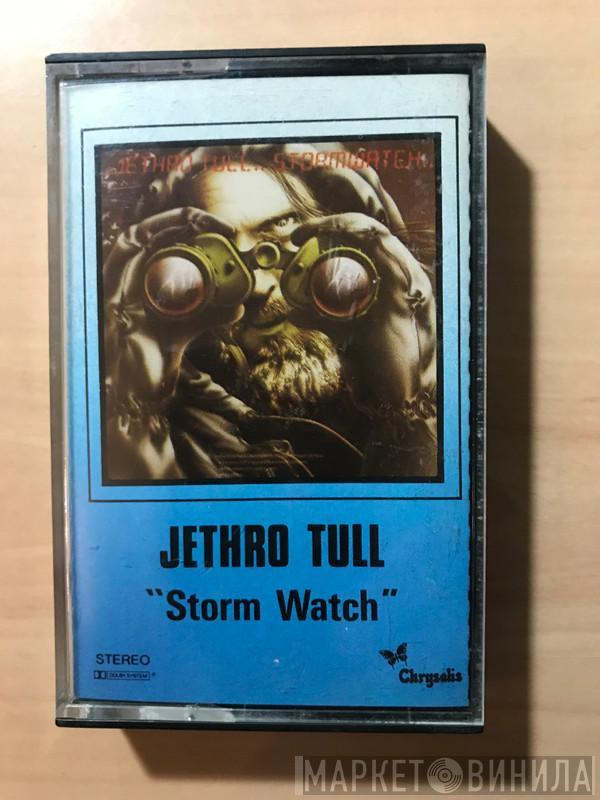 JETHRO TULL.. STORMWATCH..
JETHRO TULL
"Storm Watch"
STEREO
DOLBY SYSTEM
Chrysalis
МАРКЕТ ВИНИЛА